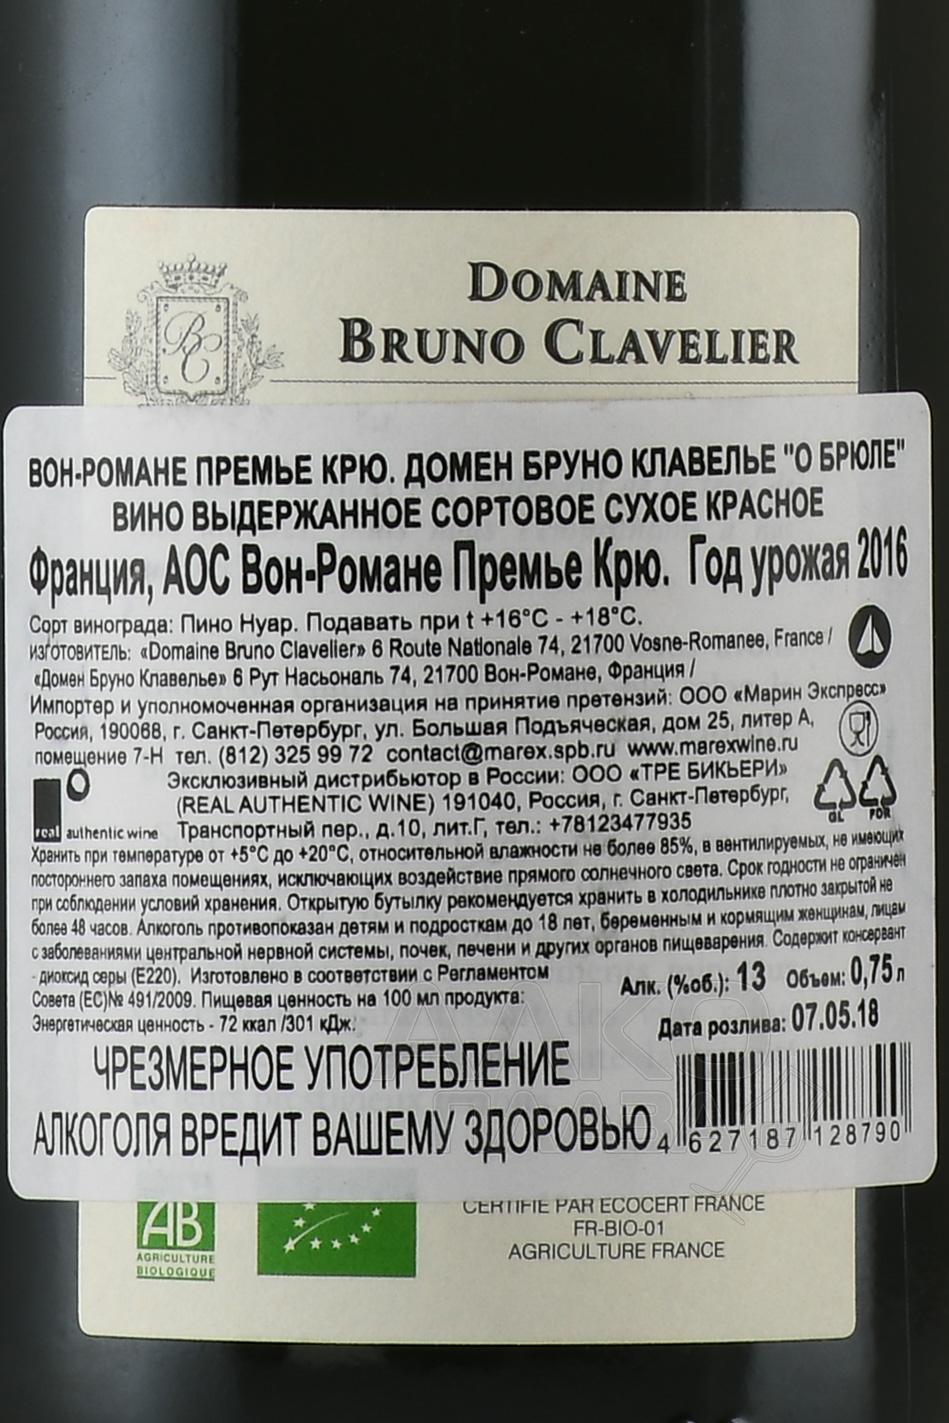 DOMAINE
BRUNO CLAVELIER
BC
ВОН-РОМАНЕ ПРЕМЬЕ КРЮ. ДОМЕН БРУНО КЛАВЕЛЬЕ "О БРЮЛЕ"
ВИНО ВЫДЕРЖАННОЕ СОРТОВОЕ СУХОЕ КРАСНОЕ
Франция, АОС Вон-Романе Премье Крю. Год урожая 2016
Сорт винограда: Пино Нуар. Подавать при t +16°C - +18°C.
ИЗГОТОВИТЕЛЬ: «Domaine Bruno Clavelier» 6 Route Nationale 74, 21700 Vosne-Romanee, France /
«Домен Бруно Клавелье» 6 Рут Насьональ 74, 21700 Вон-Романе, Франция /
Импортер и уполномоченная организация на принятие претензий: ООО «Марин Экспресс»
Россия, 190068, г. Санкт-Петербург, ул. Большая Подъяческая, дом 25, литер А,
помещение 7-Н тел. (812) 325 99 72 contact@marex.spb.ru www.marexwine.ru
Эксклюзивный дистрибьютор в России: ООО «ТРЕ БИКЬЕРИ»
(REAL AUTHENTIC WINE) 191040, Россия, г. Санкт-Петербург,
Транспортный пер., д.10, лит.Г, тел.: +78123477935
real authentic wine
GL FOR
Хранить при температуре от +5°C до +20°C, относительной влажности не более 85%, в вентилируемых, не имеющих
постороннего запаха помещениях, исключающих воздействие прямого солнечного света. Срок годности не ограничен
при соблюдении условий хранения. Открытую бутылку рекомендуется хранить в холодильнике плотно закрытой не
более 48 часов. Алкоголь противопоказан детям и подросткам до 18 лет, беременным и кормящим женщинам, лицам
с заболеваниями центральной нервной системы, почек, печени и других органов пищеварения. Содержит консервант
- диоксид серы (E220). Изготовлено в соответствии с Регламентом
Совета (ЕС)№ 491/2009. Пищевая ценность на 100 мл продукта:
Энергетическая ценность - 72 ккал /301 кДж.
Алк. (%об.): 13 Объем: 0,75 л
Дата розлива: 07.05.18
ЧРЕЗМЕРНОЕ УПОТРЕБЛЕНИЕ
АЛКОГОЛЯ ВРЕДИТ ВАШЕМУ ЗДОРОВЬЮ
4 627187 128790
AB
AGRICULTURE
BIOLOGIQUE
CERTIFIE PAR ECOCERT FRANCE
FR-BIO-01
AGRICULTURE FRANCE